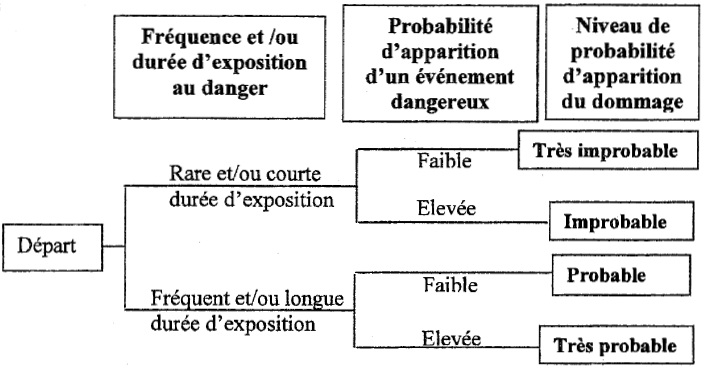 Fréquence et /ou
durée d'exposition
au danger
Probabilité
d'apparition
d'un événement
dangereux
Niveau de
probabilité
d'apparition
du dommage
Départ
Rare et/ou courte
durée d'exposition
Faible
Très improbable
Elevée
Improbable
Fréquent et/ou longue
durée d'exposition
Faible
Probable
Elevée
Très probable